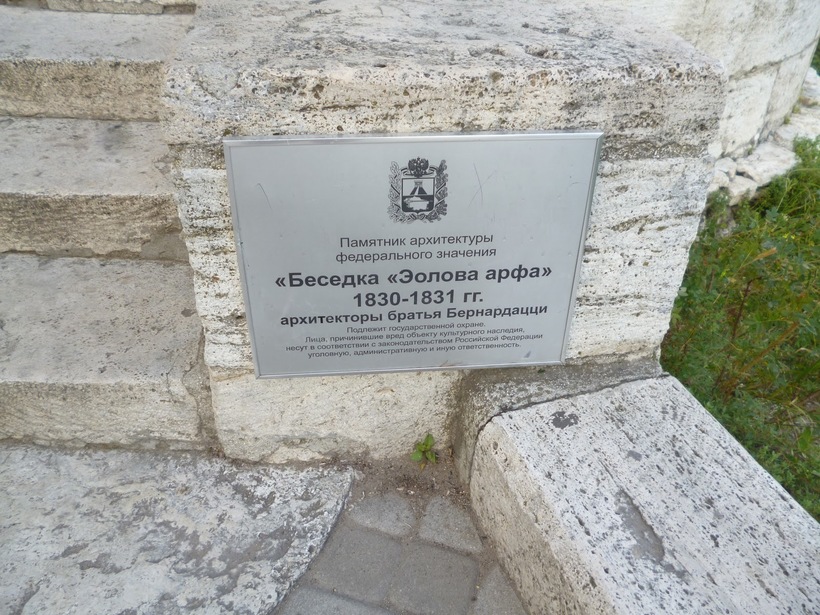 Памятник архитектуры
федерального значения
«Беседка «Эолова арфа»
1830-1831 гг.
архитекторы братья Бернардацци
Подлежит государственной охране.
Лица, причинившие вред объекту культурного наследия,
несут в соответствии с законодательством Российской Федерации
уголовную, административную и иную ответственность.